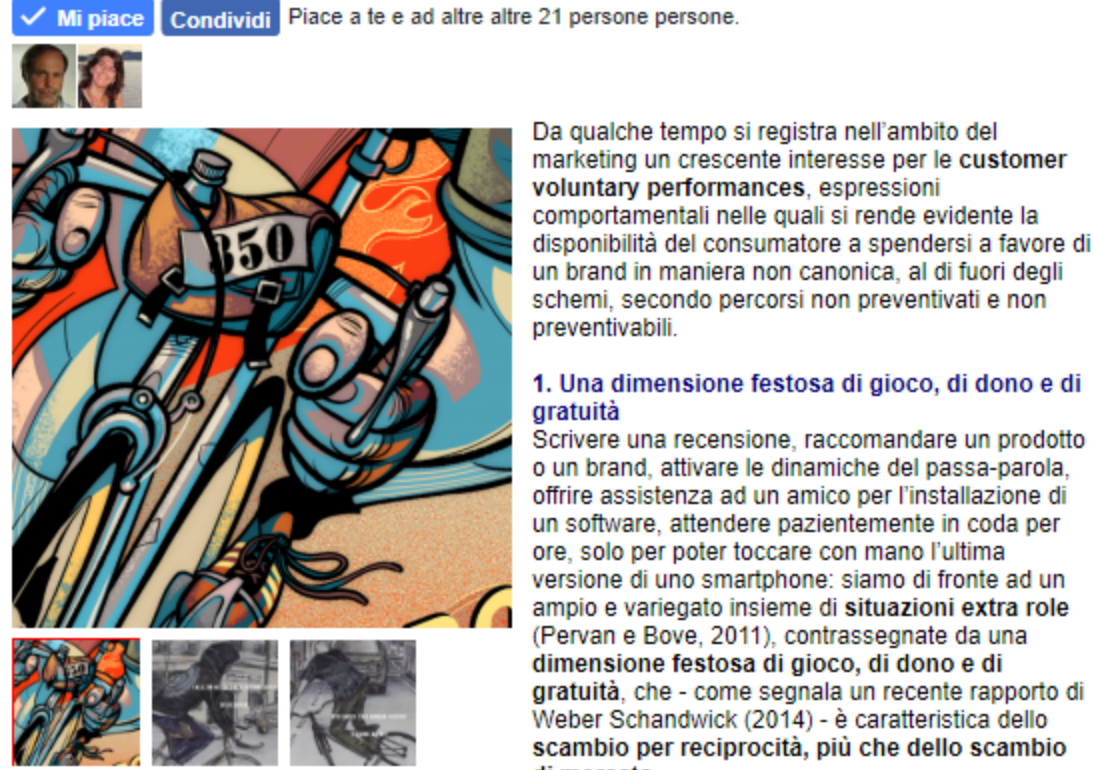 Mi piace
Condividi
Piace a te e ad altre altre 21 persone persone.
350
Da qualche tempo si registra nell'ambito del
marketing un crescente interesse per le customer
voluntary performances, espressioni
comportamentali nelle quali si rende evidente la
disponibilità del consumatore a spendersi a favore di
un brand in maniera non canonica, al di fuori degli
schemi, secondo percorsi non preventivati e non
preventivabili.
1. Una dimensione festosa di gioco, di dono e di
gratuità
Scrivere una recensione, raccomandare un prodotto
o un brand, attivare le dinamiche del passa-parola,
offrire assistenza ad un amico per l'installazione di
un software, attendere pazientemente in coda per
ore, solo per poter toccare con mano l'ultima
versione di uno smartphone: siamo di fronte ad un
ampio e variegato insieme di situazioni extra role
(Pervan e Bove, 2011), contrassegnate da una
dimensione festosa di gioco, di dono e di
gratuità, che - come segnala un recente rapporto di
Weber Schandwick (2014) - è caratteristica dello
scambio per reciprocità, più che dello scambio